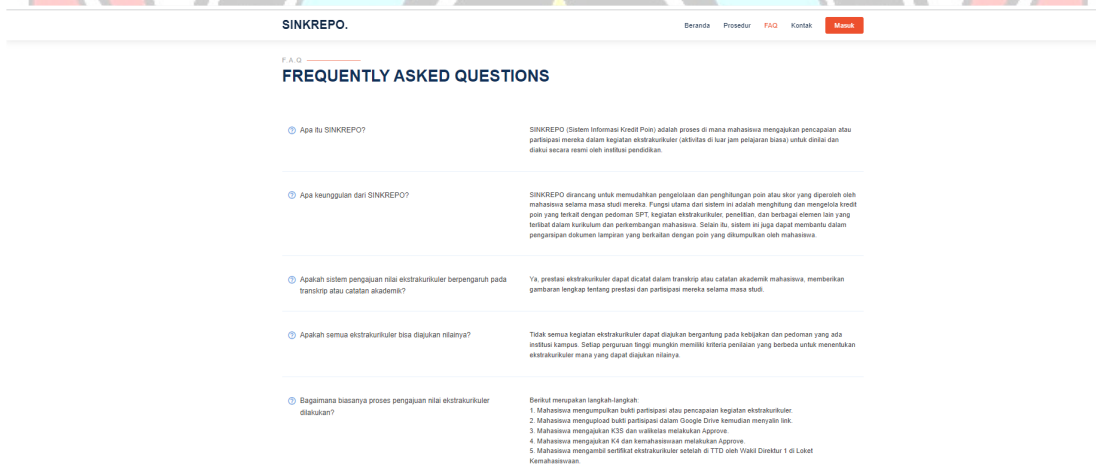 SINKREPO.
Beranda Prosedur FAQ Kontak Masuk
F.A.Q
FREQUENTLY ASKED QUESTIONS
Apa itu SINKREPO?
SINKREPO (Sistem Informasi Kredit Poin) adalah proses di mana mahasiswa mengajukan pencapaian atau
partisipasi mereka dalam kegiatan ekstrakurikuler (aktivitas di luar jam pelajaran biasa) untuk dinilai dan
diakui secara resmi oleh institusi pendidikan.
Apa keunggulan dari SINKREPO?
SINKREPO dirancang untuk memudahkan pengelolaan dan penghitungan poin atau skor yang diperoleh oleh
mahasiswa selama masa studi mereka. Fungsi utama dari sistem ini adalah menghitung dan mengelola kredit
poin yang terkait dengan pedoman SPT, kegiatan ekstrakurikuler, penelitian, dan berbagai elemen lain yang
terlibat dalam kurikulum dan perkembangan mahasiswa. Selain itu, sistem ini juga dapat membantu dalam
pengarsipan dokumen lampiran yang berkaitan dengan poin yang dikumpulkan oleh mahasiswa.
Apakah sistem pengajuan nilai ekstrakurikuler berpengaruh pada
transkrip atau catatan akademik?
Ya, prestasi ekstrakurikuler dapat dicatat dalam transkrip atau catatan akademik mahasiswa, memberikan
gambaran lengkap tentang prestasi dan partisipasi mereka selama masa studi.
Apakah semua ekstrakurikuler bisa diajukan nilainya?
Tidak semua kegiatan ekstrakurikuler dapat diajukan bergantung pada kebijakan dan pedoman yang ada
institusi kampus. Setiap perguruan tinggi mungkin memiliki kriteria penilaian yang berbeda untuk menentukan
ekstrakurikuler mana yang dapat diajukan nilainya.
Bagaimana biasanya proses pengajuan nilai ekstrakurikuler
dilakukan?
Berikut merupakan langkah-langkah:
1. Mahasiswa mengumpulkan bukti partisipasi atau pencapaian kegiatan ekstrakurikuler.
2. Mahasiswa mengupload bukti partisipasi dalam Google Drive kemudian menyalin link.
3. Mahasiswa mengajukan K3S dan walikelas melakukan Approve.
4. Mahasiswa mengajukan K4 dan kemahasiswaan melakukan Approve.
5. Mahasiswa mengambil sertifikat ekstrakurikuler setelah di TTD oleh Wakil Direktur 1 di Loket
Kemahasiswaan.